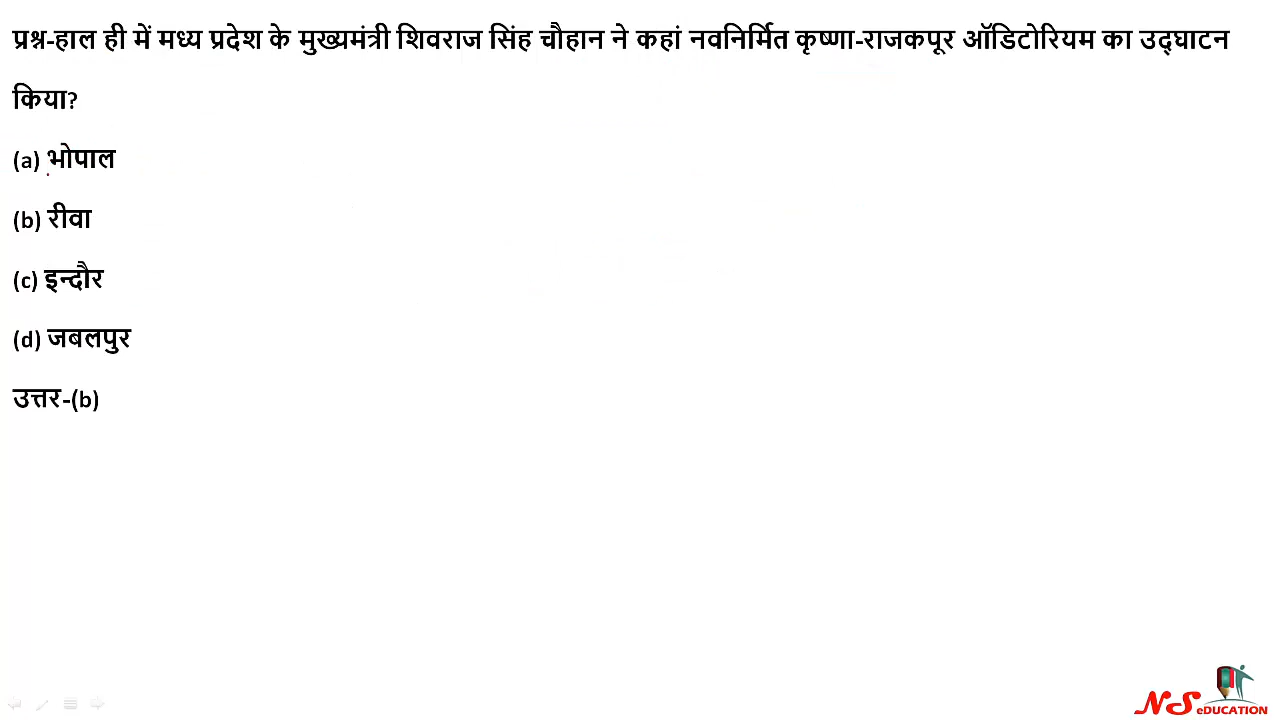 प्रश्न-हाल ही में मध्य प्रदेश के मुख्यमंत्री शिवराज सिंह चौहान ने कहां नवनिर्मित कृष्णा-राजकपूर ऑडिटोरियम का उद्घाटन
किया?
(a) भोपाल
(b) रीवा
(c) इन्दौर
(d) जबलपुर
उत्तर-(b)
NS eDUCATION